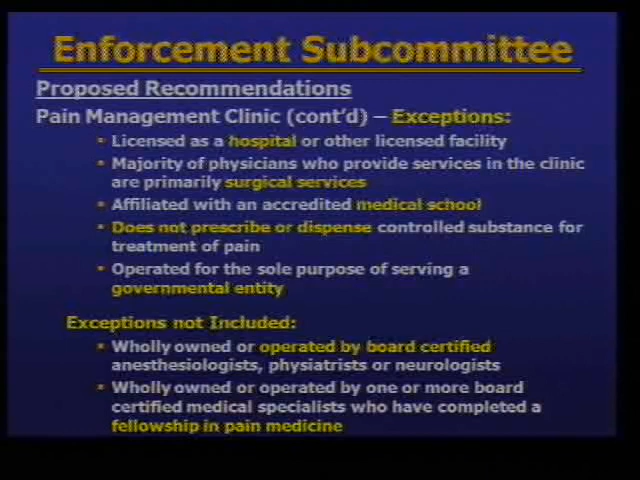 Enforcement Subcommittee
Proposed Recommendations
Pain Management Clinic (cont'd) – Exceptions:
Licensed as a hospital or other licensed facility
Majority of physicians who provide services in the clinic
are primarily surgical services
Affiliated with an accredited medical school
Does not prescribe or dispense controlled substance for
treatment of pain
Operated for the sole purpose of serving a
governmental entity
Exceptions not Included:
Wholly owned or operated by board certified
anesthesiologists, physiatrists or neurologists
Wholly owned or operated by one or more board
certified medical specialists who have completed a
fellowship in pain medicine